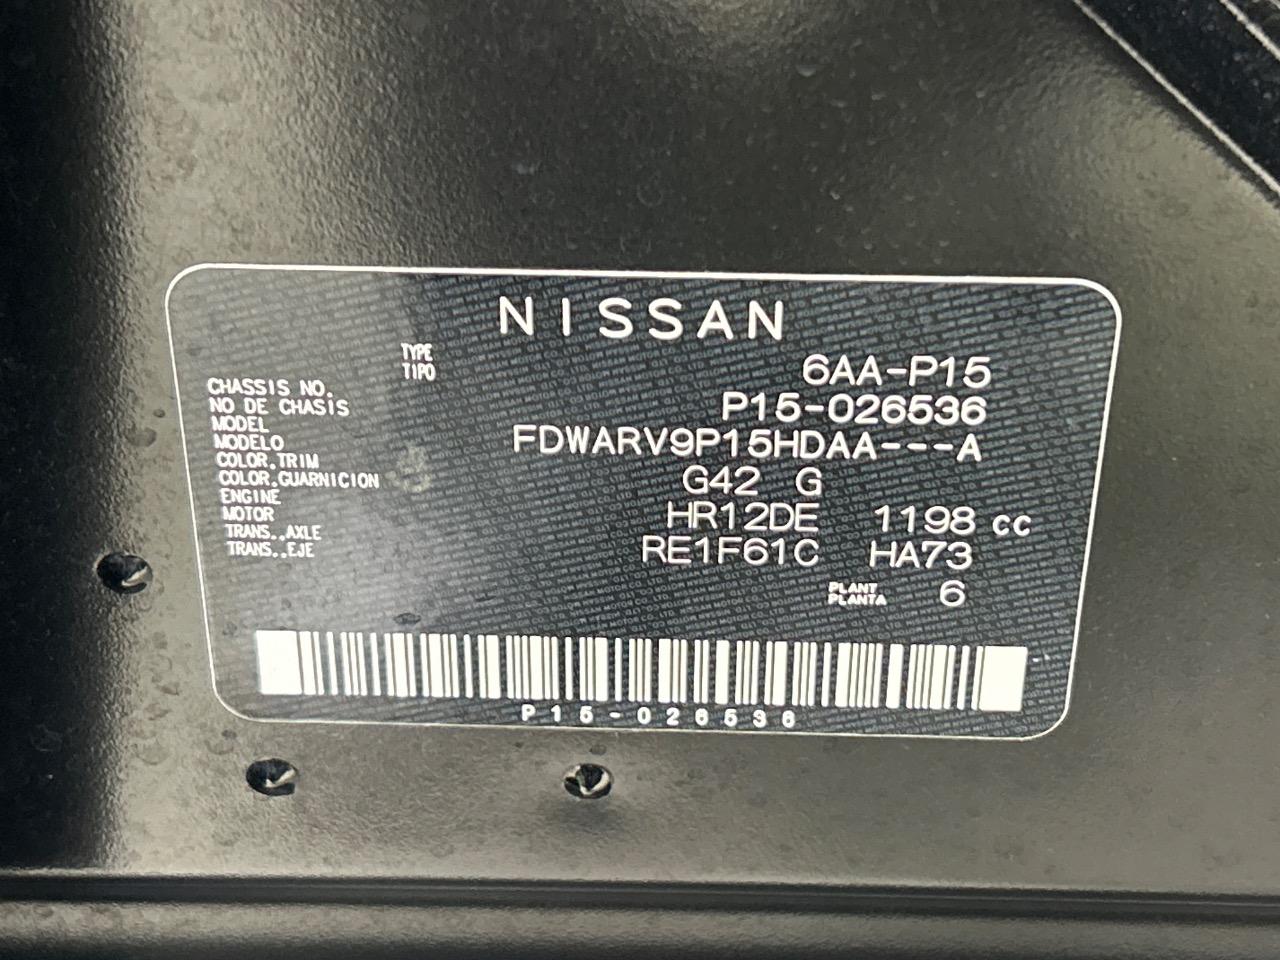 NISSAN
TYPE
TIPO 6AA-P15
CHASSIS NO.
NO DE CHASIS P15-026536
MODEL
MODELO FDWARV9P15HDAA---A
COLOR.TRIM
COLOR.GUARNICION G42 G
ENGINE
MOTOR HR12DE 1198 cc
TRANS..AXLE
TRANS..EJE RE1F61C HA73
PLANT
PLANTA 6
P15-026536